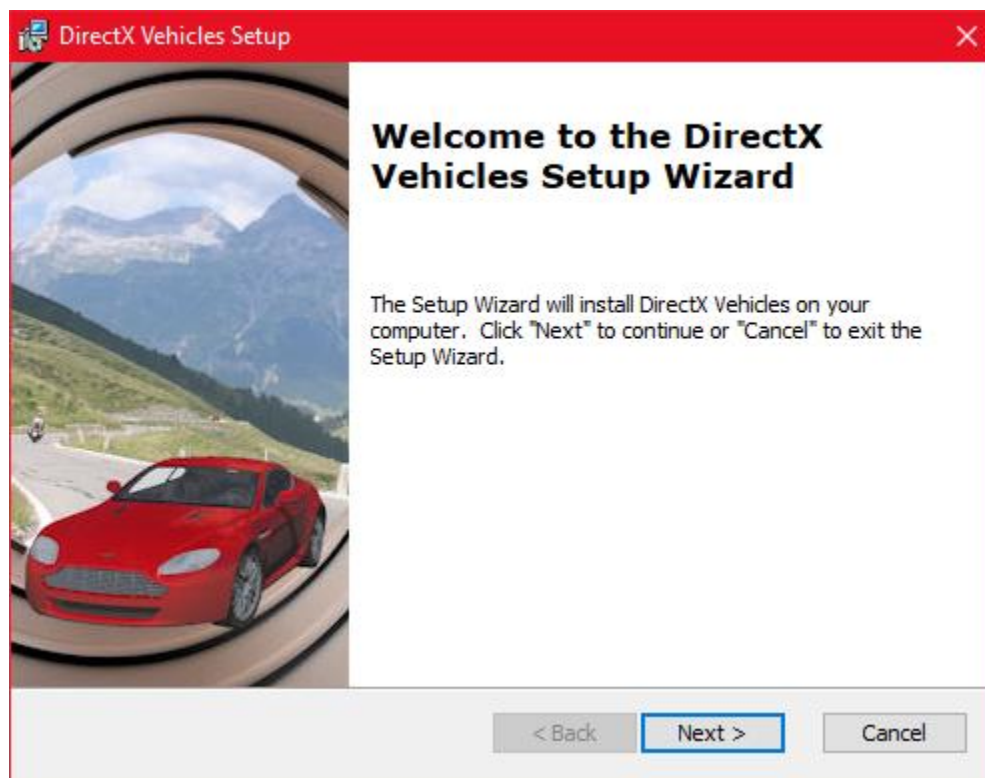 DirectX Vehicles Setup
Welcome to the DirectX
Vehicles Setup Wizard
The Setup Wizard will install DirectX Vehicles on your
computer.  Click "Next" to continue or "Cancel" to exit the
Setup Wizard.
< Back
Next >
Cancel